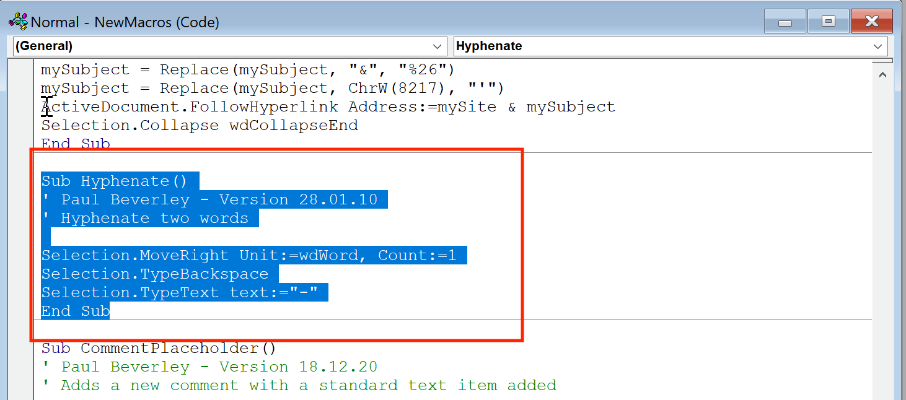 Normal - NewMacros (Code)
(General) Hyphenate
mySubject = Replace(mySubject, "&", "%26")
mySubject = Replace(mySubject, ChrW(8217), "'")
ActiveDocument.FollowHyperlink Address:=mySite & mySubject
Selection.Collapse wdCollapseEnd
End Sub
Sub Hyphenate()
' Paul Beverley - Version 28.01.10
' Hyphenate two words
Selection.MoveRight Unit:=wdWord, Count:=1
Selection.TypeBackspace
Selection.TypeText text:="-"
End Sub
Sub CommentPlaceholder()
' Paul Beverley - Version 18.12.20
' Adds a new comment with a standard text item added